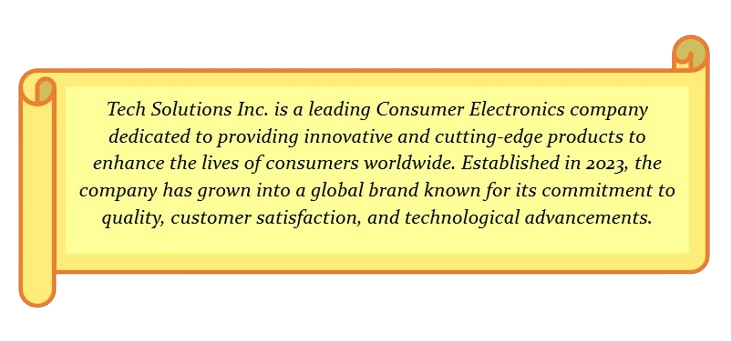 Tech Solutions Inc. is a leading Consumer Electronics company
dedicated to providing innovative and cutting-edge products to
enhance the lives of consumers worldwide. Established in 2023, the
company has grown into a global brand known for its commitment to
quality, customer satisfaction, and technological advancements.